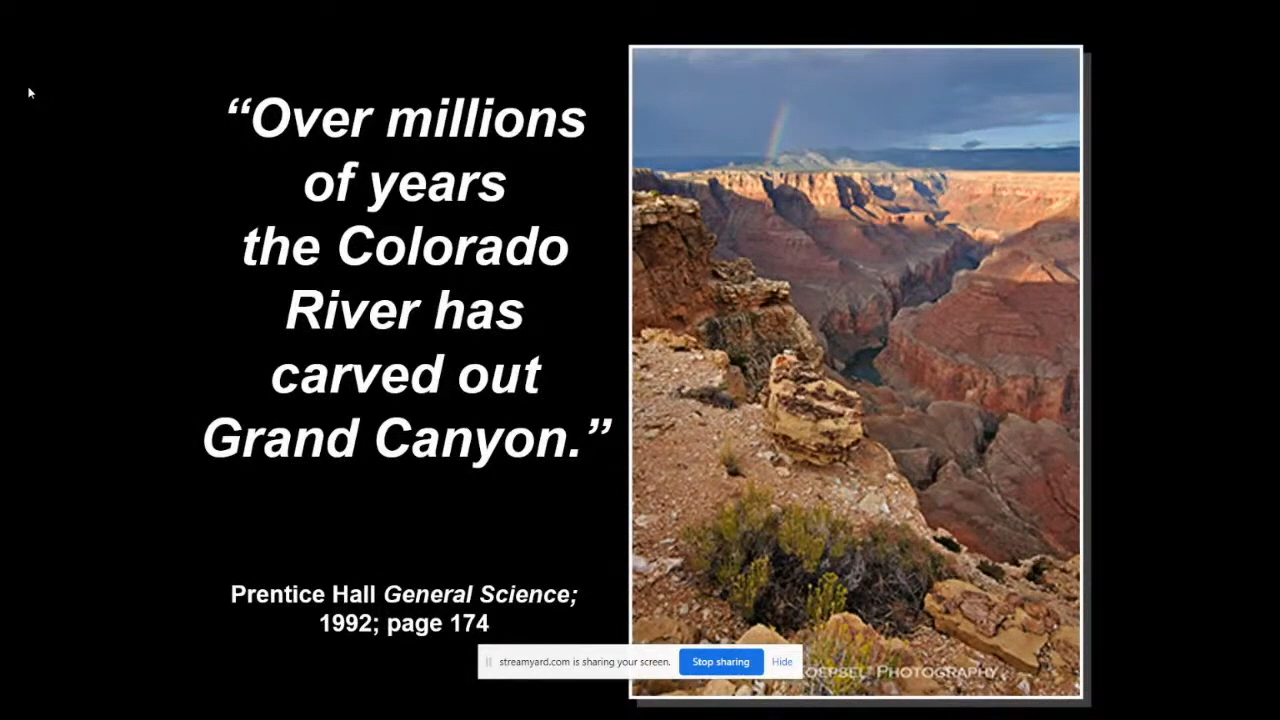 “Over millions
of years
the Colorado
River has
carved out
Grand Canyon.”
Prentice Hall General Science;
1992; page 174
streamyard.com is sharing your screen.
Stop sharing
Hide
Photography